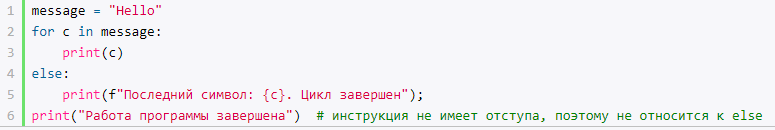 1 message = "Hello"
2 for c in message:
3     print(c)
4 else:
5     print(f"Последний символ: {c}. Цикл завершен");
6 print("Работа программы завершена")  # инструкция не имеет отступа, поэтому не относится к else